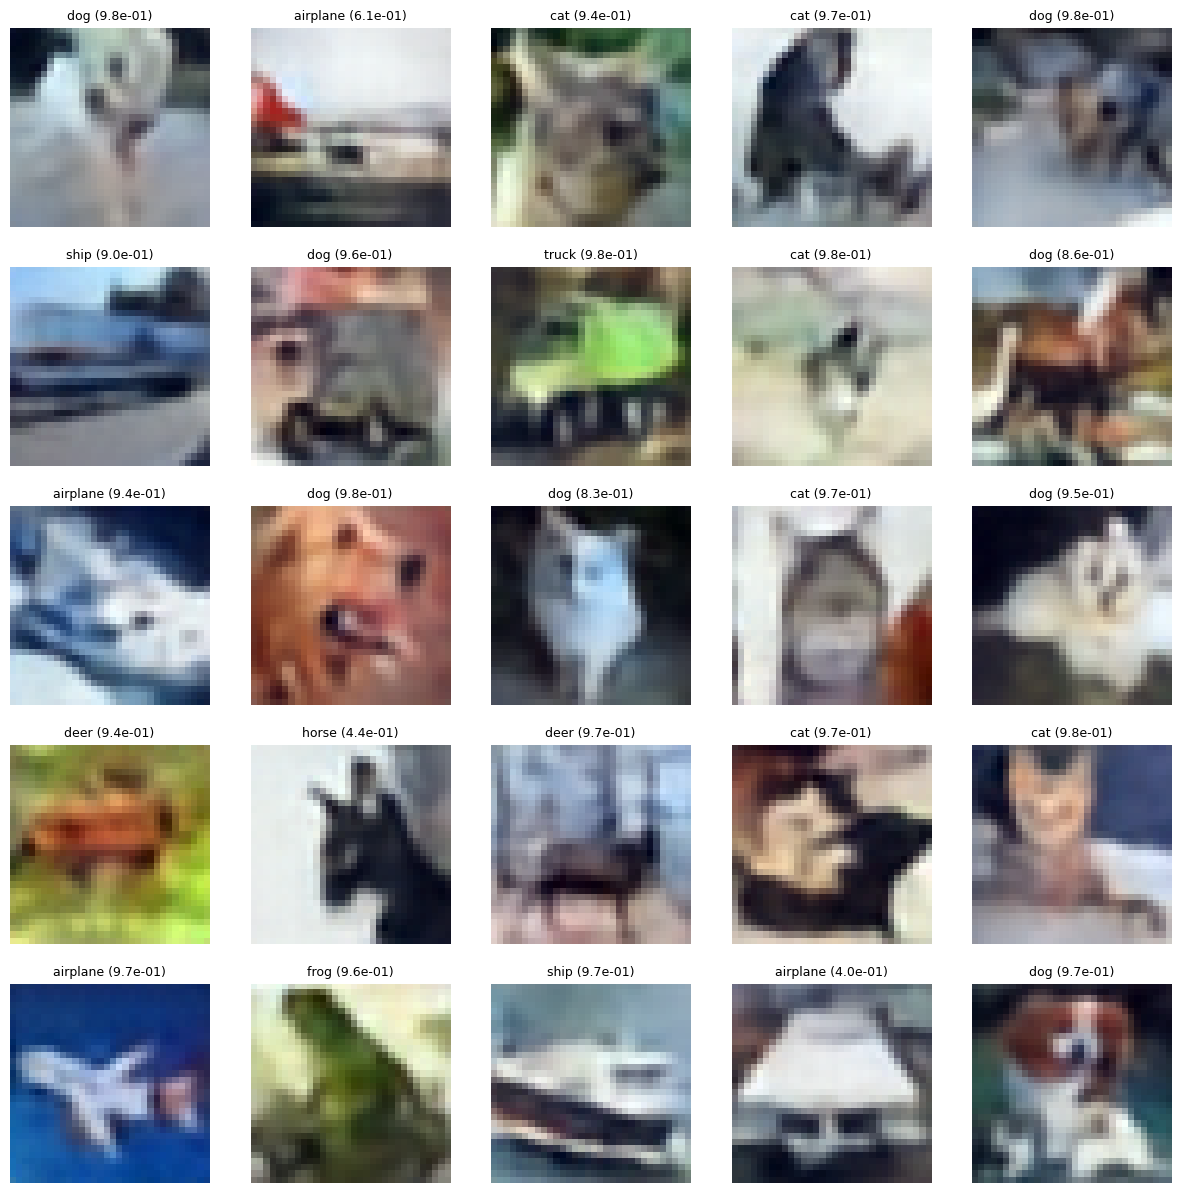 dog (9.8e-01)
airplane (6.1e-01)
cat (9.4e-01)
cat (9.7e-01)
dog (9.8e-01)
ship (9.0e-01)
dog (9.6e-01)
truck (9.8e-01)
cat (9.8e-01)
dog (8.6e-01)
airplane (9.4e-01)
dog (9.8e-01)
dog (8.3e-01)
cat (9.7e-01)
dog (9.5e-01)
deer (9.4e-01)
horse (4.4e-01)
deer (9.7e-01)
cat (9.7e-01)
cat (9.8e-01)
airplane (9.7e-01)
frog (9.6e-01)
ship (9.7e-01)
airplane (4.0e-01)
dog (9.7e-01)